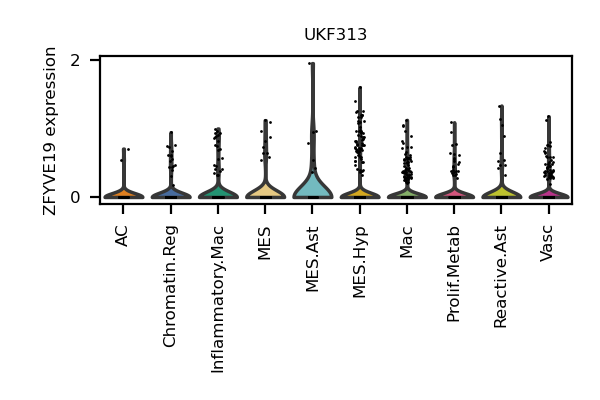 UKF313
ZFYVE19 expression
2
0
AC
Chromatin.Reg
Inflammatory.Mac
MES
MES.Ast
MES.Hyp
Mac
Prolif.Metab
Reactive.Ast
Vasc